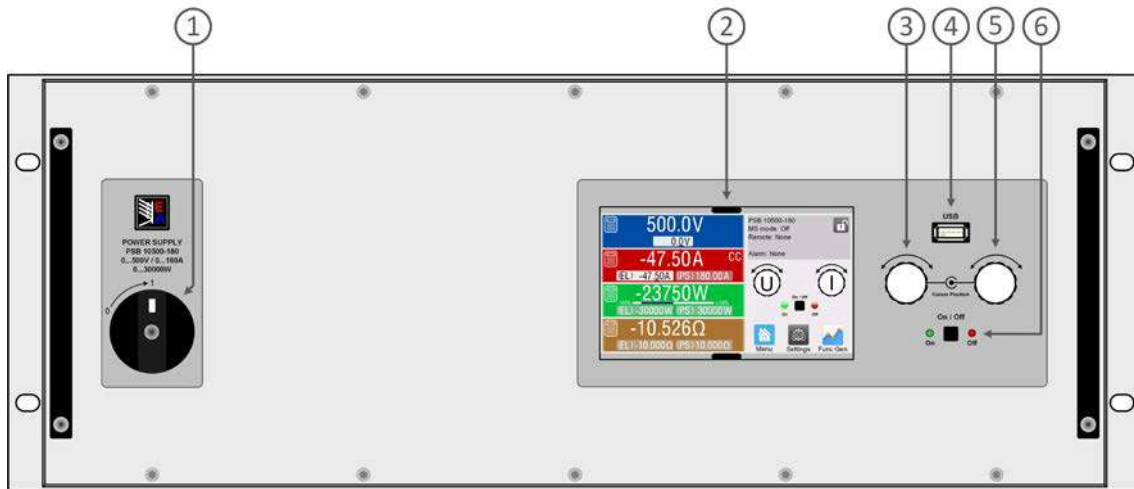 1
2
3
4
5
6
POWER SUPPLY
PSB 10500-180
0...500V / 0...180A
0...30000W
0
1
500.0V
0.0V
-47.50A CC
(EL) -47.50A (PS) 180.00A
-23750W
(EL)-30000W (PS) 30000W
-10.526Ω
(EL)-10.000Ω (PS)10.000Ω
PSB 10500-180
MS mode: Off
Remote: None
Alarm: None
U
I
On / Off
On
Off
Menu
Settings
Func Gen
USB
Cursor Position
On / Off
On
Off